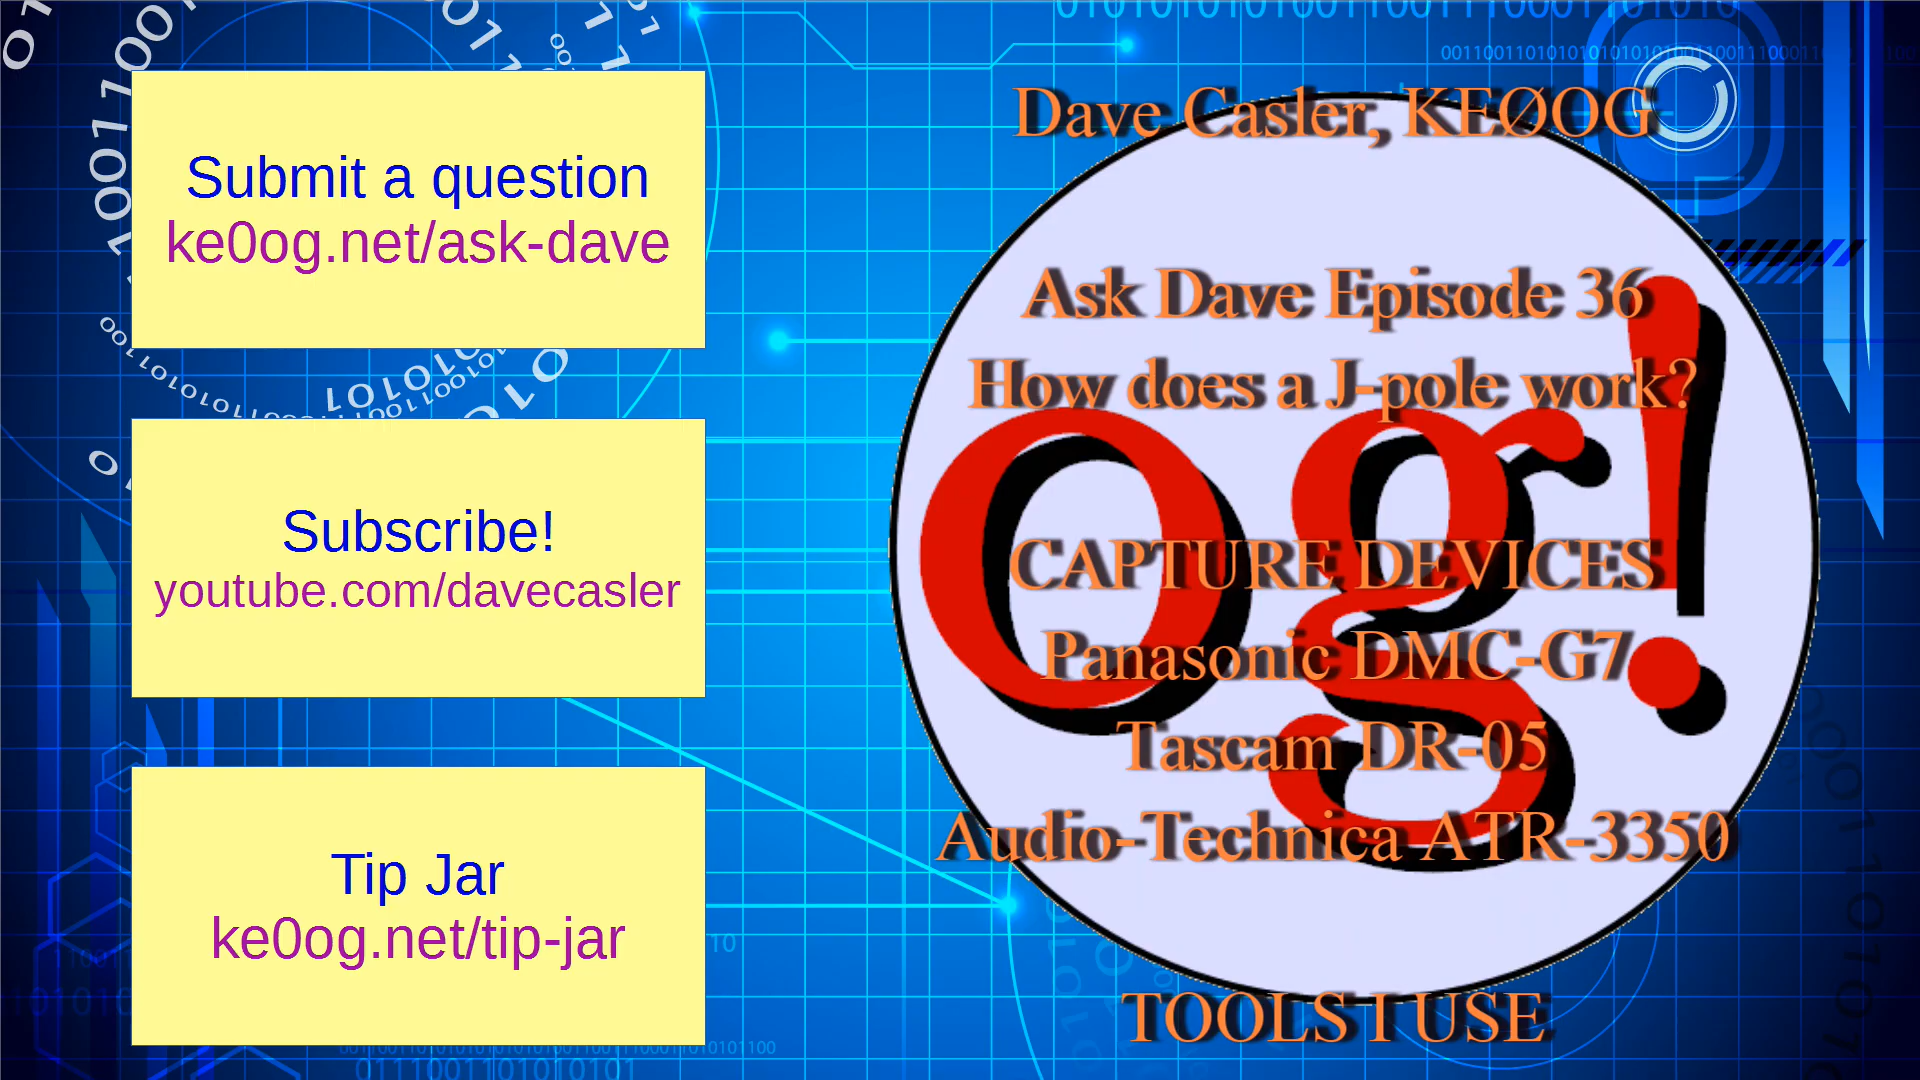 Submit a question
ke0og.net/ask-dave
Subscribe!
youtube.com/davecasler
Tip Jar
ke0og.net/tip-jar
Dave Casler, KEØOG
Ask Dave Episode 36
How does a J-pole work?
Og!
CAPTURE DEVICES
Panasonic DMC-G7
Tascam DR-05
Audio-Technica ATR-3350
TOOLS I USE